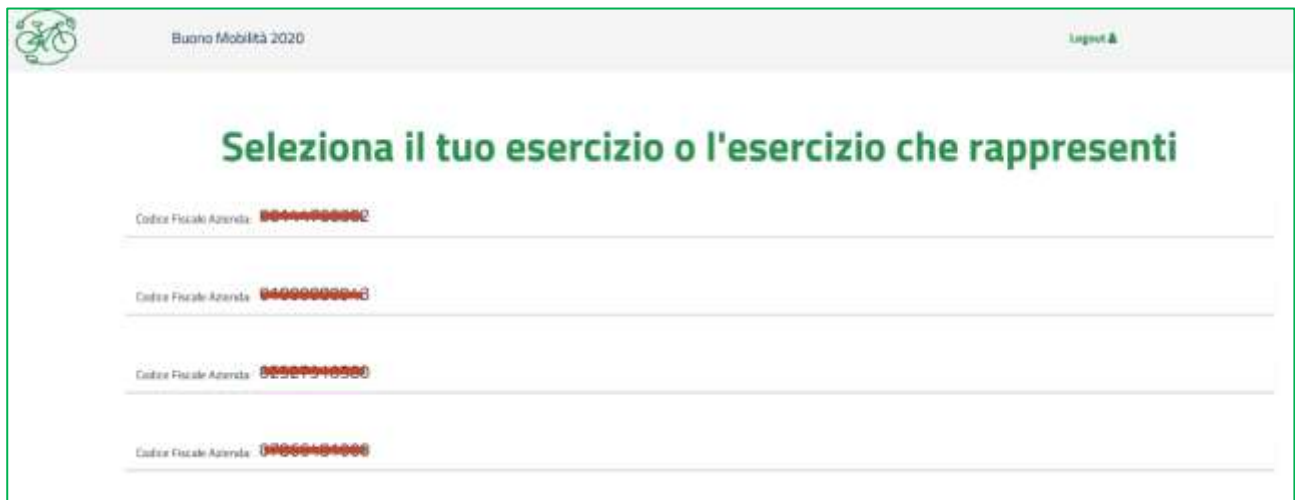 Buono Mobilità 2020
Logout
Seleziona il tuo esercizio o l'esercizio che rappresenti
Codice Fiscale Azienda:
Codice Fiscale Azienda:
Codice Fiscale Azienda:
Codice Fiscale Azienda: